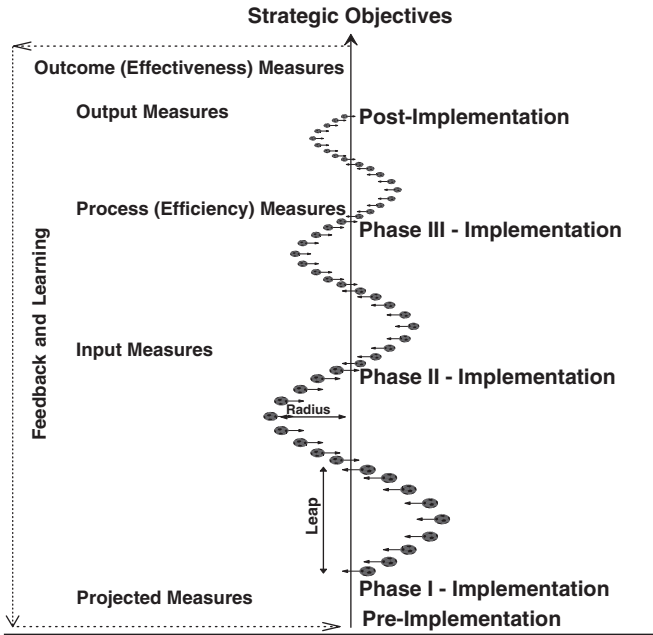 Strategic Objectives
Outcome (Effectiveness) Measures
Output Measures
Post-Implementation
Process (Efficiency) Measures
Phase III - Implementation
Feedback and Learning
Input Measures
Phase II - Implementation
Radius
Leap
Phase I - Implementation
Projected Measures
Pre-Implementation